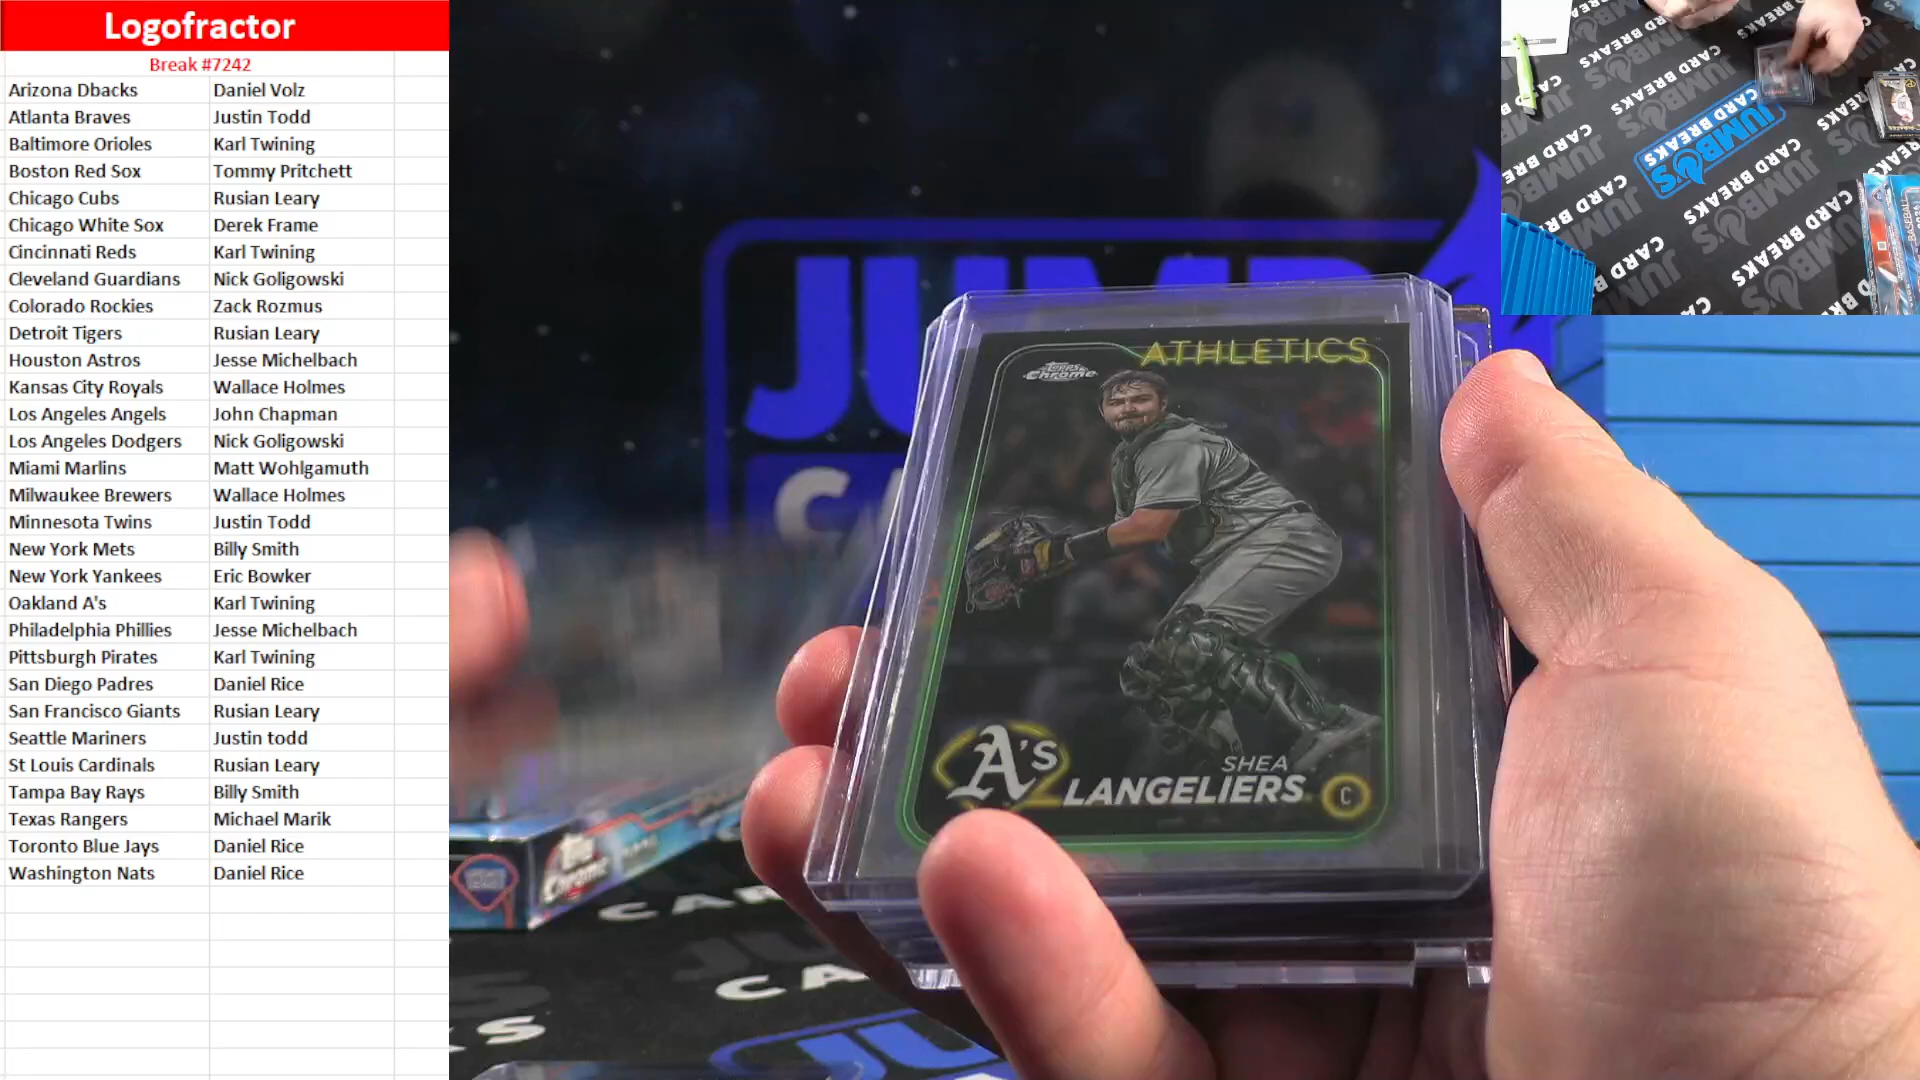 Logofractor
Break #7242
Arizona Dbacks Daniel Volz
Atlanta Braves Justin Todd
Baltimore Orioles Karl Twining
Boston Red Sox Tommy Pritchett
Chicago Cubs Rusian Leary
Chicago White Sox Derek Frame
Cincinnati Reds Karl Twining
Cleveland Guardians Nick Goligowski
Colorado Rockies Zack Rozmus
Detroit Tigers Rusian Leary
Houston Astros Jesse Michelbach
Kansas City Royals Wallace Holmes
Los Angeles Angels John Chapman
Los Angeles Dodgers Nick Goligowski
Miami Marlins Matt Wohlgamuth
Milwaukee Brewers Wallace Holmes
Minnesota Twins Justin Todd
New York Mets Billy Smith
New York Yankees Eric Bowker
Oakland A's Karl Twining
Philadelphia Phillies Jesse Michelbach
Pittsburgh Pirates Karl Twining
San Diego Padres Daniel Rice
San Francisco Giants Rusian Leary
Seattle Mariners Justin todd
St Louis Cardinals Rusian Leary
Tampa Bay Rays Billy Smith
Texas Rangers Michael Marik
Toronto Blue Jays Daniel Rice
Washington Nats Daniel Rice
ATHLETICS
Topps
Chrome
A's
SHEA
LANGELIERS
C
Topps
Chrome
JUMBO'S
CARD BREAKS
BASEBALL